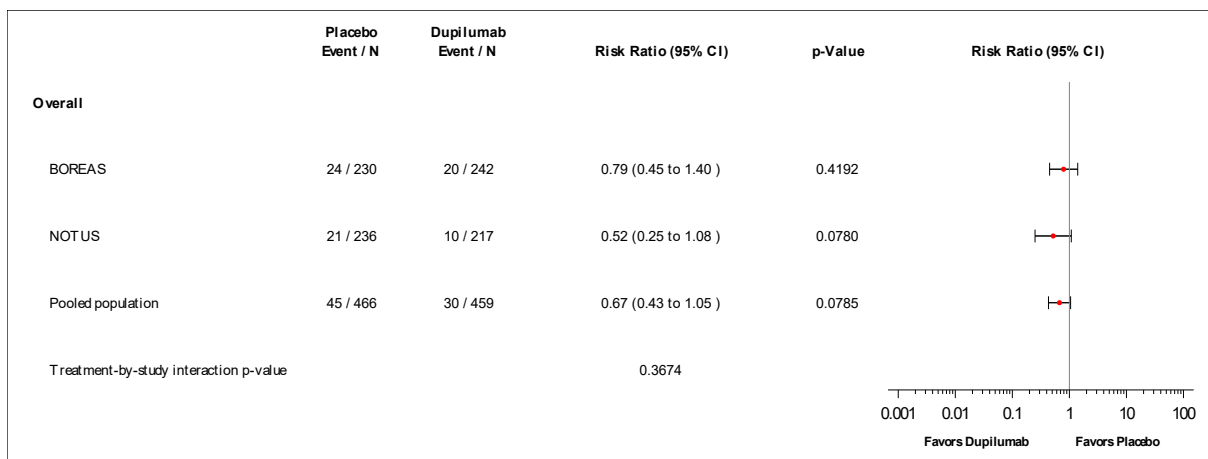 Placebo Event / N Dupilumab Event / N Risk Ratio (95% CI) p-Value Risk Ratio (95% CI)
Overall
BOREAS 24 / 230 20 / 242 0.79 (0.45 to 1.40 ) 0.4192
NOTUS 21 / 236 10 / 217 0.52 (0.25 to 1.08 ) 0.0780
Pooled population 45 / 466 30 / 459 0.67 (0.43 to 1.05 ) 0.0785
Treatment-by-study interaction p-value 0.3674
0.001 0.01 0.1 1 10 100
Favors Dupilumab Favors Placebo